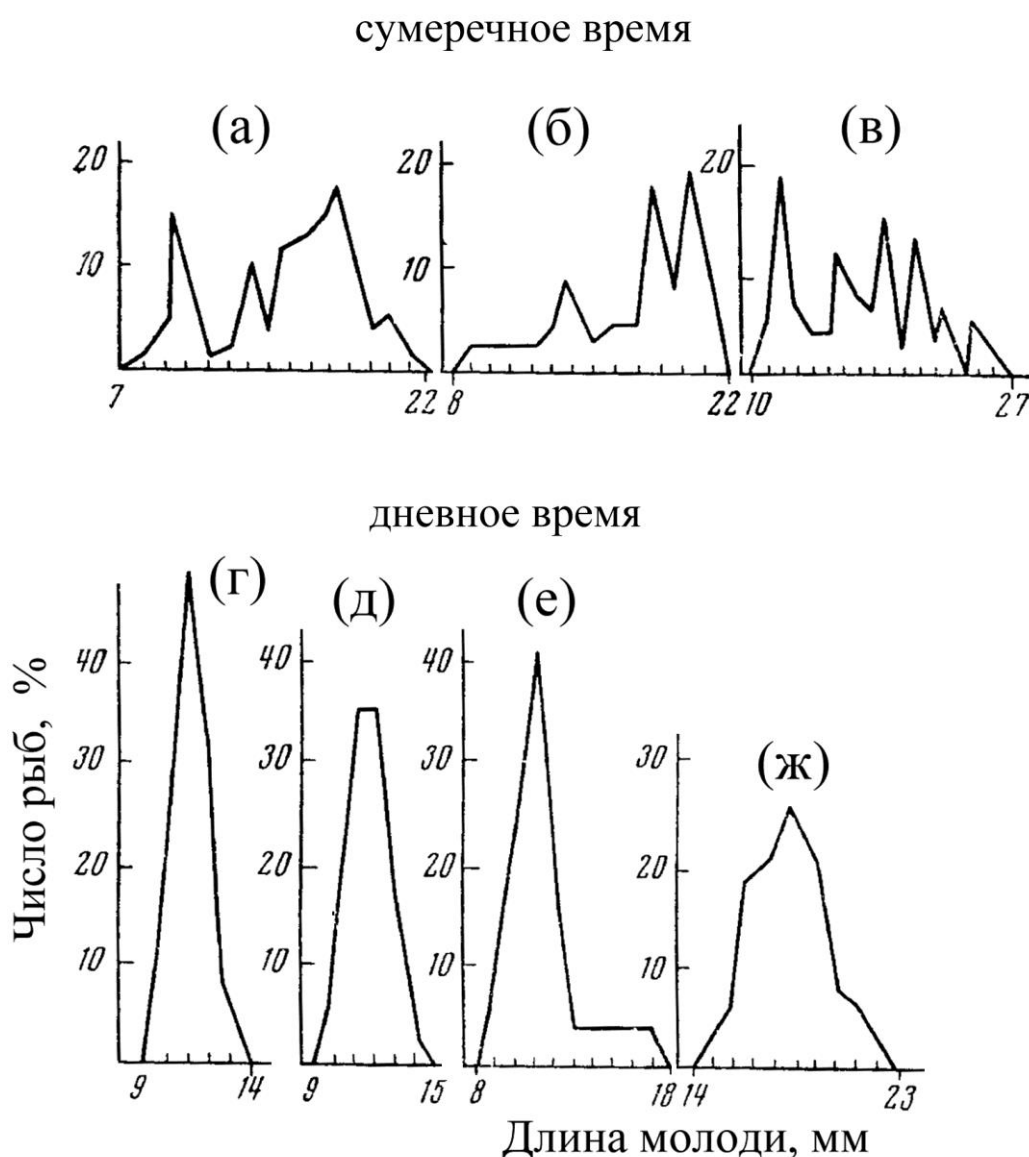 сумеречное время
(а) (б) (в)
20 20 20
10 10
7 22 8 22 10 27
дневное время
(г) (д) (е) (ж)
Число рыб, %
40 40 40
30 30 30 30
20 20 20 20
10 10 10 10
9 14 9 15 8 18 14 23
Длина молоди, мм